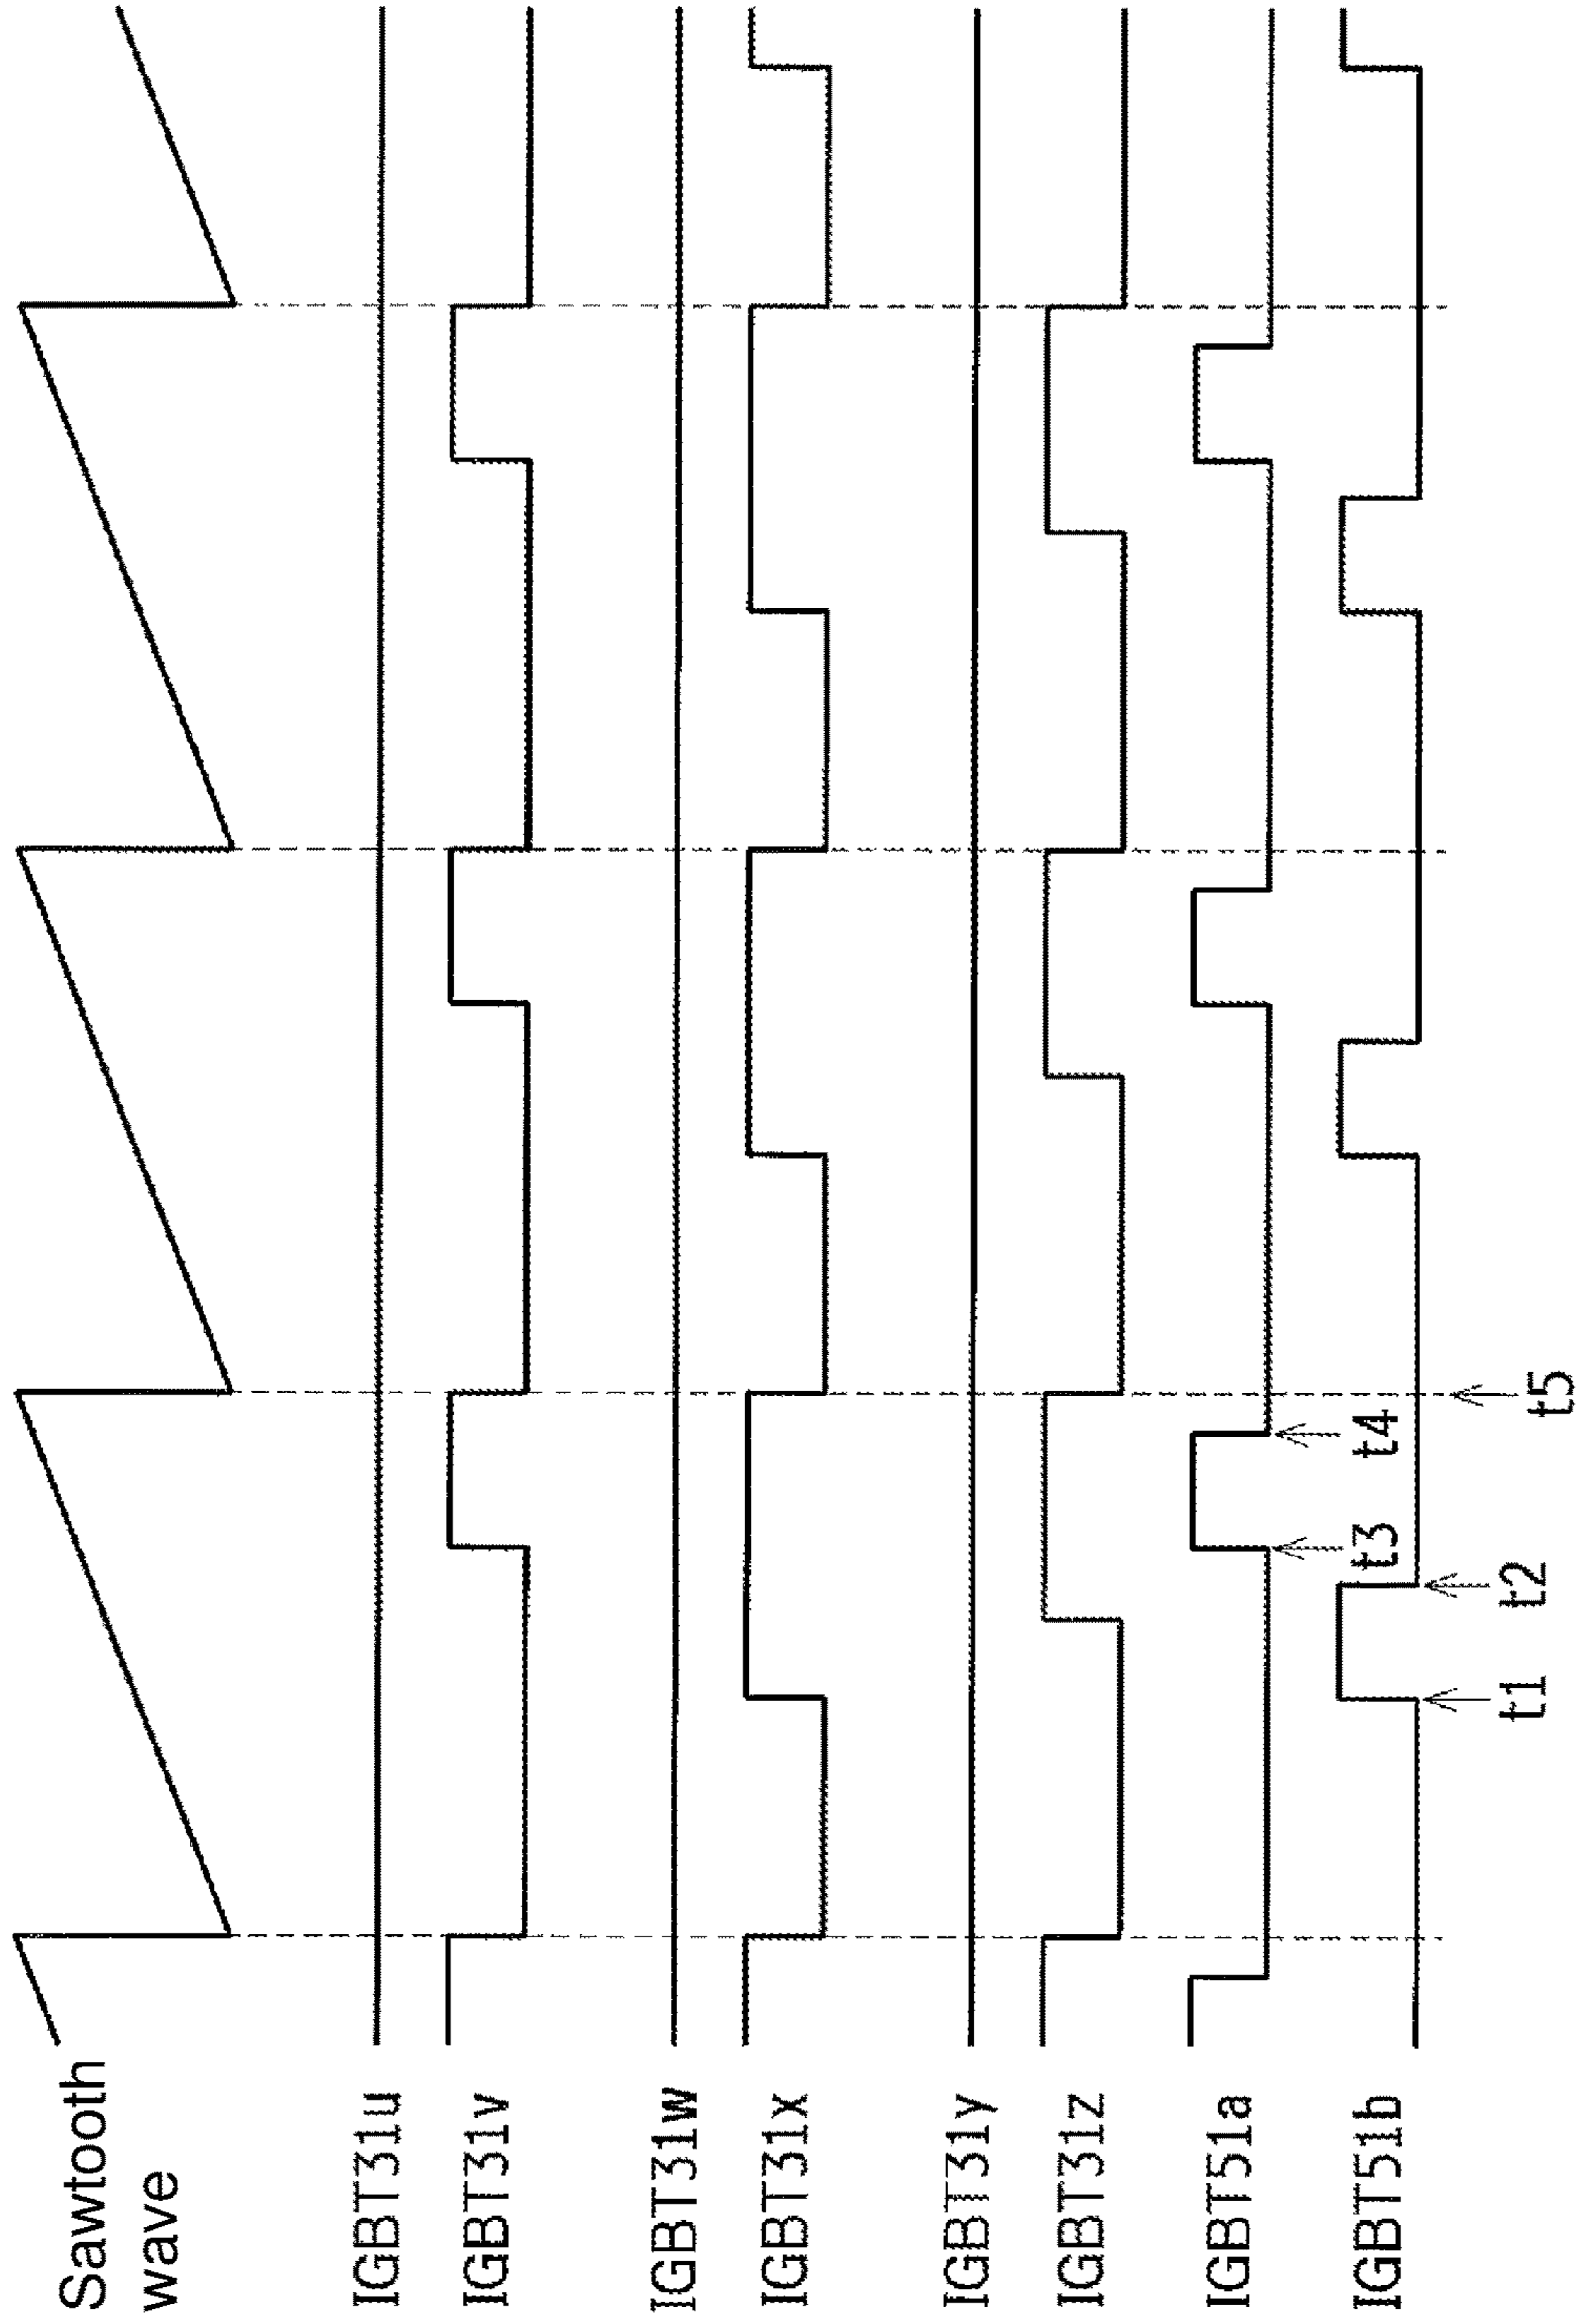 Sawtooth
wave
IGBT31u
IGBT31v
IGBT31w
IGBT31x
IGBT31y
IGBT31z
IGBT51a
IGBT51b
t1
t2
t3
t4
t5